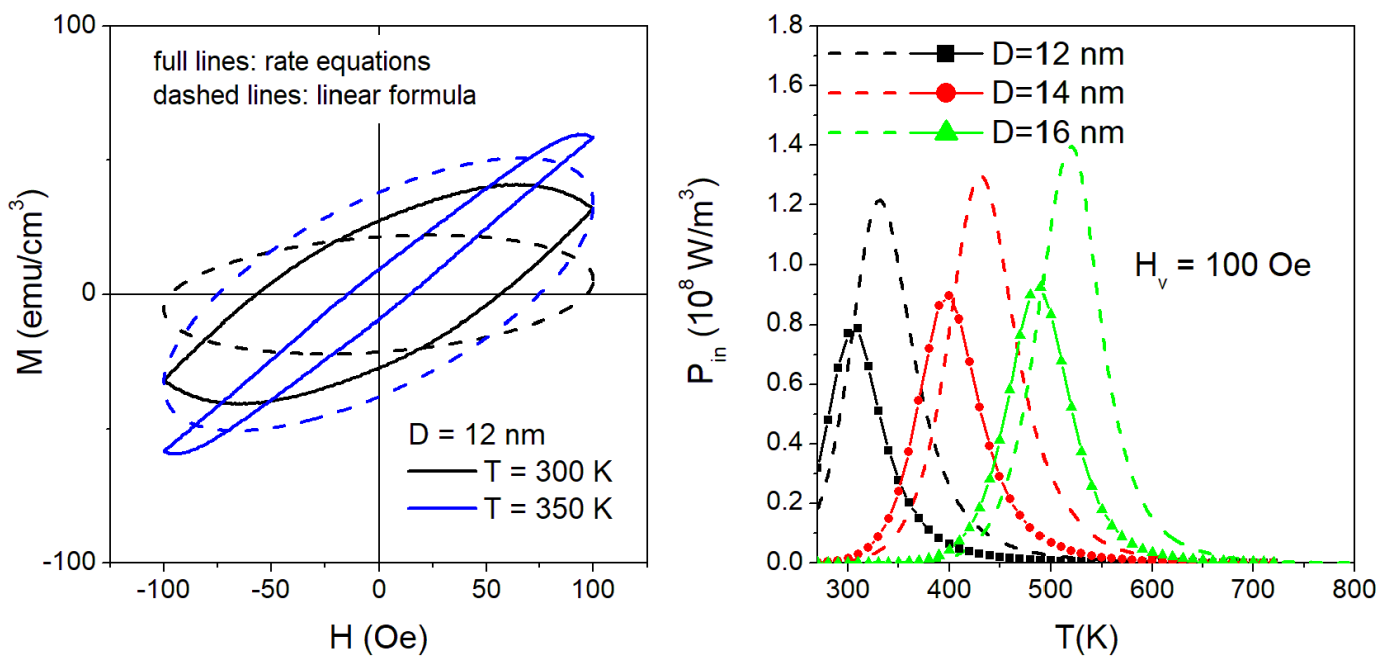 100
full lines: rate equations
dashed lines: linear formula
M (emu/cm³)
0
D = 12 nm
T = 300 K
T = 350 K
-100
-100 -50 0 50 100
H (Oe)
1.8
D=12 nm
1.6
D=14 nm
1.4
D=16 nm
1.2
P_in (10⁸ W/m³)
1.0
H_v = 100 Oe
0.8
0.6
0.4
0.2
0.0
300 400 500 600 700 800
T(K)